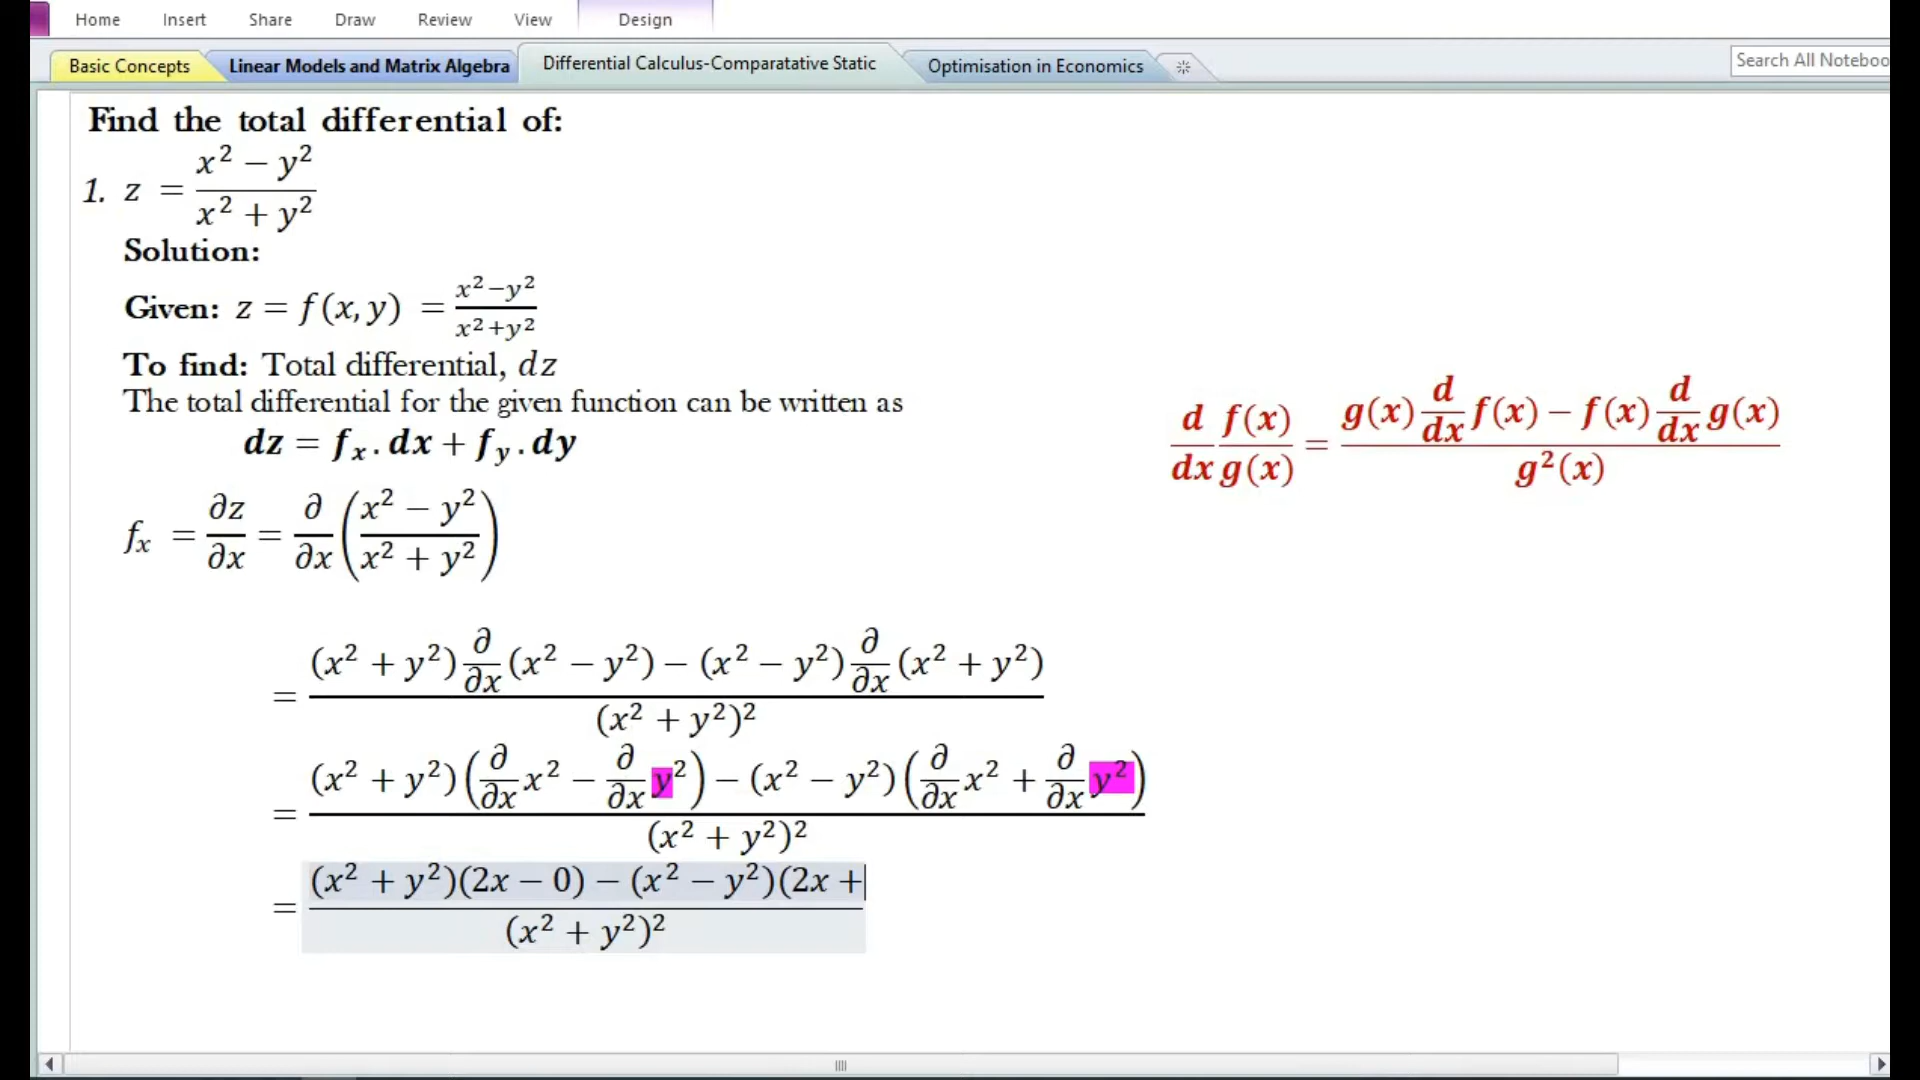 Home Insert Share Draw Review View Design
Basic Concepts Linear Models and Matrix Algebra Differential Calculus-Comparatative Static Optimisation in Economics
Search All Noteboo
Find the total differential of:
1. z = (x² − y²)/(x² + y²)
Solution:
Given: z = f(x, y) = (x²−y²)/(x²+y²)
To find: Total differential, dz
The total differential for the given function can be written as
dz = fₓ. dx + f_y. dy
d/dx f(x)/g(x) = (g(x) d/dx f(x) − f(x) d/dx g(x))/g²(x)
fₓ = ∂z/∂x = ∂/∂x ((x² − y²)/(x² + y²))
= ((x² + y²) ∂/∂x (x² − y²) − (x² − y²) ∂/∂x (x² + y²))/(x² + y²)²
= ((x² + y²)(∂/∂x x² − ∂/∂x y²) − (x² − y²)(∂/∂x x² + ∂/∂x y²))/(x² + y²)²
= ((x² + y²)(2x − 0) − (x² − y²)(2x +)/(x² + y²)²